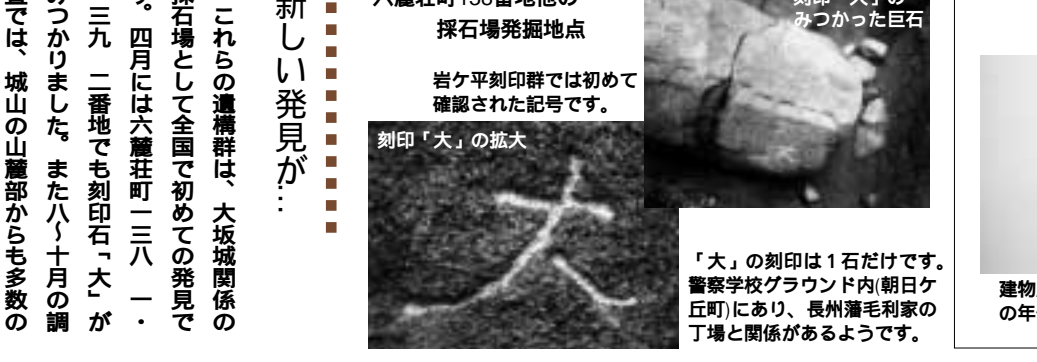 六麓荘町138番地他の
採石場発掘地点
岩ケ平刻印群では初めて
確認された記号です。
刻印「大」の拡大
大
刻印「大」の
みつかった巨石
「大」の刻印は１石だけです。
警察学校グラウンド内(朝日ケ
丘町)にあり、長州藩毛利家の
丁場と関係があるようです。
建物
の年
新しい発見が…
これらの遺構群は、大坂城関係の
採石場として全国で初めての発見で
す。四月には六麓荘町一三八　一・
三九　二番地でも刻印石「大」が
みつかりました。また八～十月の調
査では、城山の山麓部からも多数の